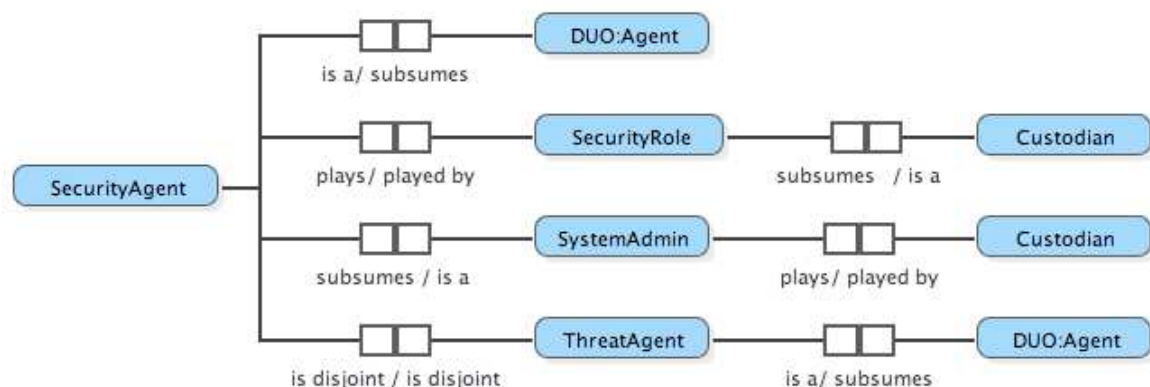 DUO:Agent
is a/ subsumes
SecurityRole
Custodian
plays/ played by
subsumes / is a
SecurityAgent
SystemAdmin
Custodian
subsumes / is a
plays/ played by
ThreatAgent
DUO:Agent
is disjoint / is disjoint
is a/ subsumes